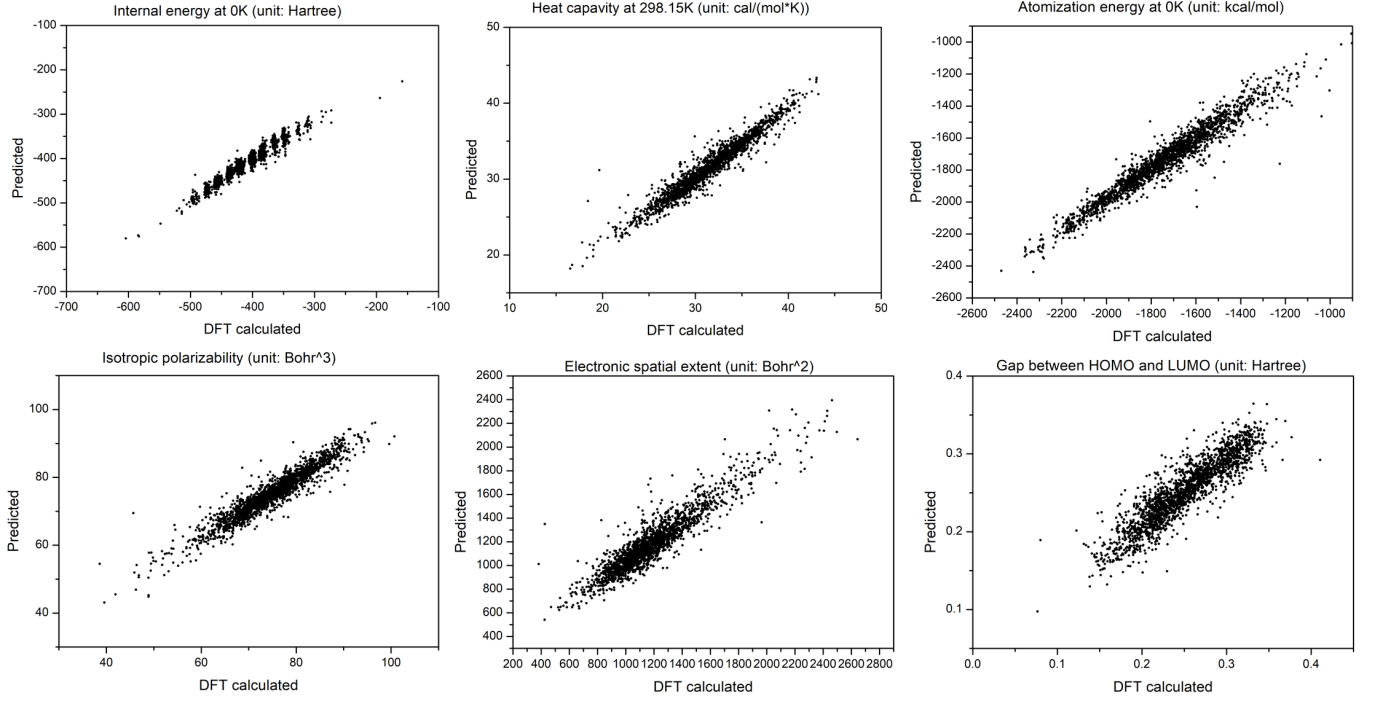 Internal energy at 0K (unit: Hartree)
-100
-200
-300
-400
-500
-600
-700
Predicted
-700 -600 -500 -400 -300 -200 -100
DFT calculated
Heat capavity at 298.15K (unit: cal/(mol*K))
50
40
30
20
Predicted
10 20 30 40 50
DFT calculated
Atomization energy at 0K (unit: kcal/mol)
-1000
-1200
-1400
-1600
-1800
-2000
-2200
-2400
-2600
Predicted
-2600 -2400 -2200 -2000 -1800 -1600 -1400 -1200 -1000
DFT calculated
Isotropic polarizability (unit: Bohr^3)
100
80
60
40
Predicted
40 60 80 100
DFT calculated
Electronic spatial extent (unit: Bohr^2)
2600
2400
2200
2000
1800
1600
1400
1200
1000
800
600
400
Predicted
200 400 600 800 1000 1200 1400 1600 1800 2000 2200 2400 2600 2800
DFT calculated
Gap between HOMO and LUMO (unit: Hartree)
0.4
0.3
0.2
0.1
Predicted
0.0 0.1 0.2 0.3 0.4
DFT calculated